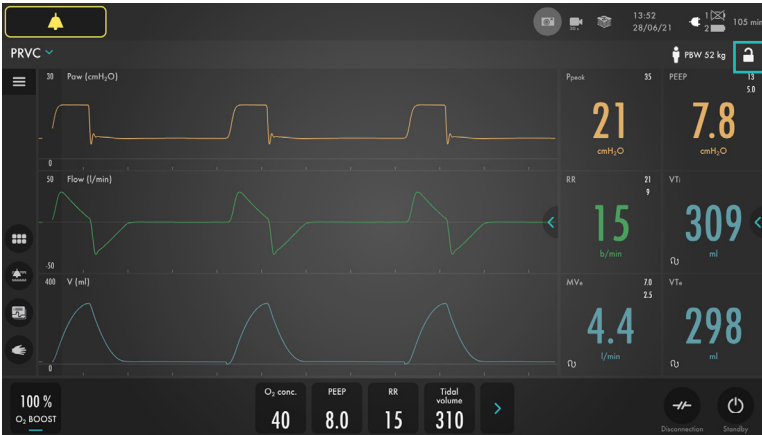 13:52
28/06/21
1
2
105 min
30 s
PRVC
PBW 52 kg
30
Paw (cmH₂O)
0
50
Flow (l/min)
-50
400
V (ml)
0
Ppeak
35
21
cmH₂O
PEEP
13
5.0
7.8
cmH₂O
RR
21
9
15
b/min
VTi
309
ml
MVe
7.0
2.5
4.4
l/min
VTe
298
ml
100 %
O₂ BOOST
O₂ conc.
40
PEEP
8.0
RR
15
Tidal
volume
310
Disconnection
Standby